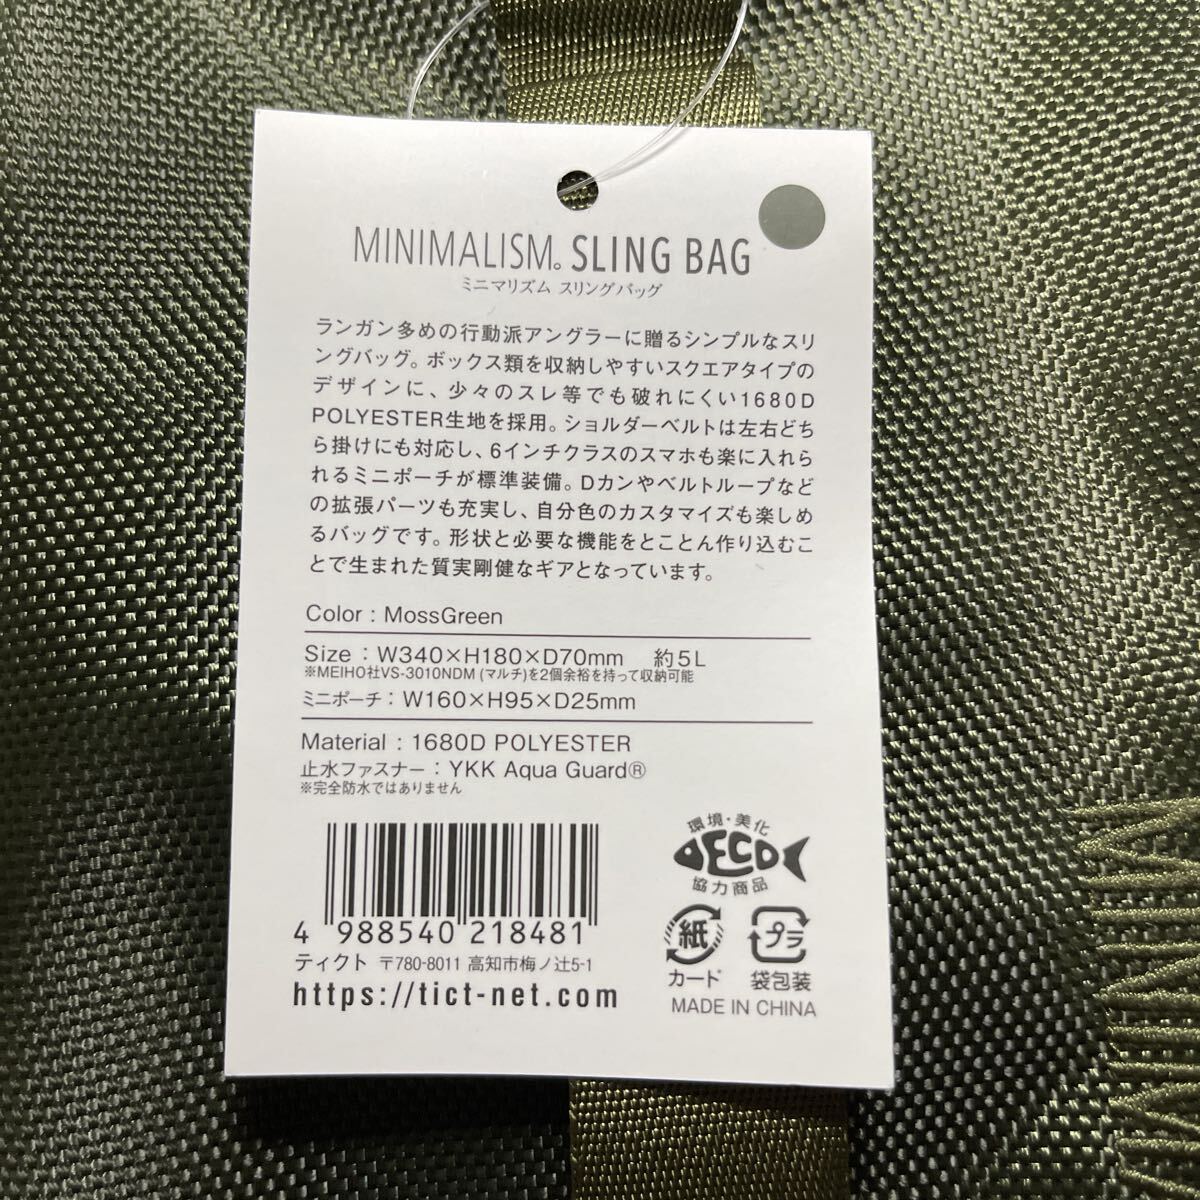 MINIMALISM® SLING BAG
ミニマリズム スリングバッグ
ランガン多めの行動派アングラーに贈るシンプルなスリ
ングバッグ。ボックス類を収納しやすいスクエアタイプの
デザインに、少々のスレ等でも破れにくい1680D
POLYESTER生地を採用。ショルダーベルトは左右どち
ら掛けにも対応し、6インチクラスのスマホも楽に入れら
れるミニポーチが標準装備。Dカンやベルトループなど
の拡張パーツも充実し、自分色のカスタマイズも楽しめ
るバッグです。形状と必要な機能をとことん作り込むこ
とで生まれた質実剛健なギアとなっています。
Color : MossGreen
Size : W340×H180×D70mm 約5L
※MEIHO社VS-3010NDM (マルチ)を2個余裕を持って収納可能
ミニポーチ : W160×H95×D25mm
Material : 1680D POLYESTER
止水ファスナー : YKK Aqua Guard®
※完全防水ではありません
環境・美化
ECO
協力商品
4 988540 218481
紙
カード
プラ
袋包装
ティクト 〒780-8011 高知市梅ノ辻5-1
https://tict-net.com
MADE IN CHINA
MINIM